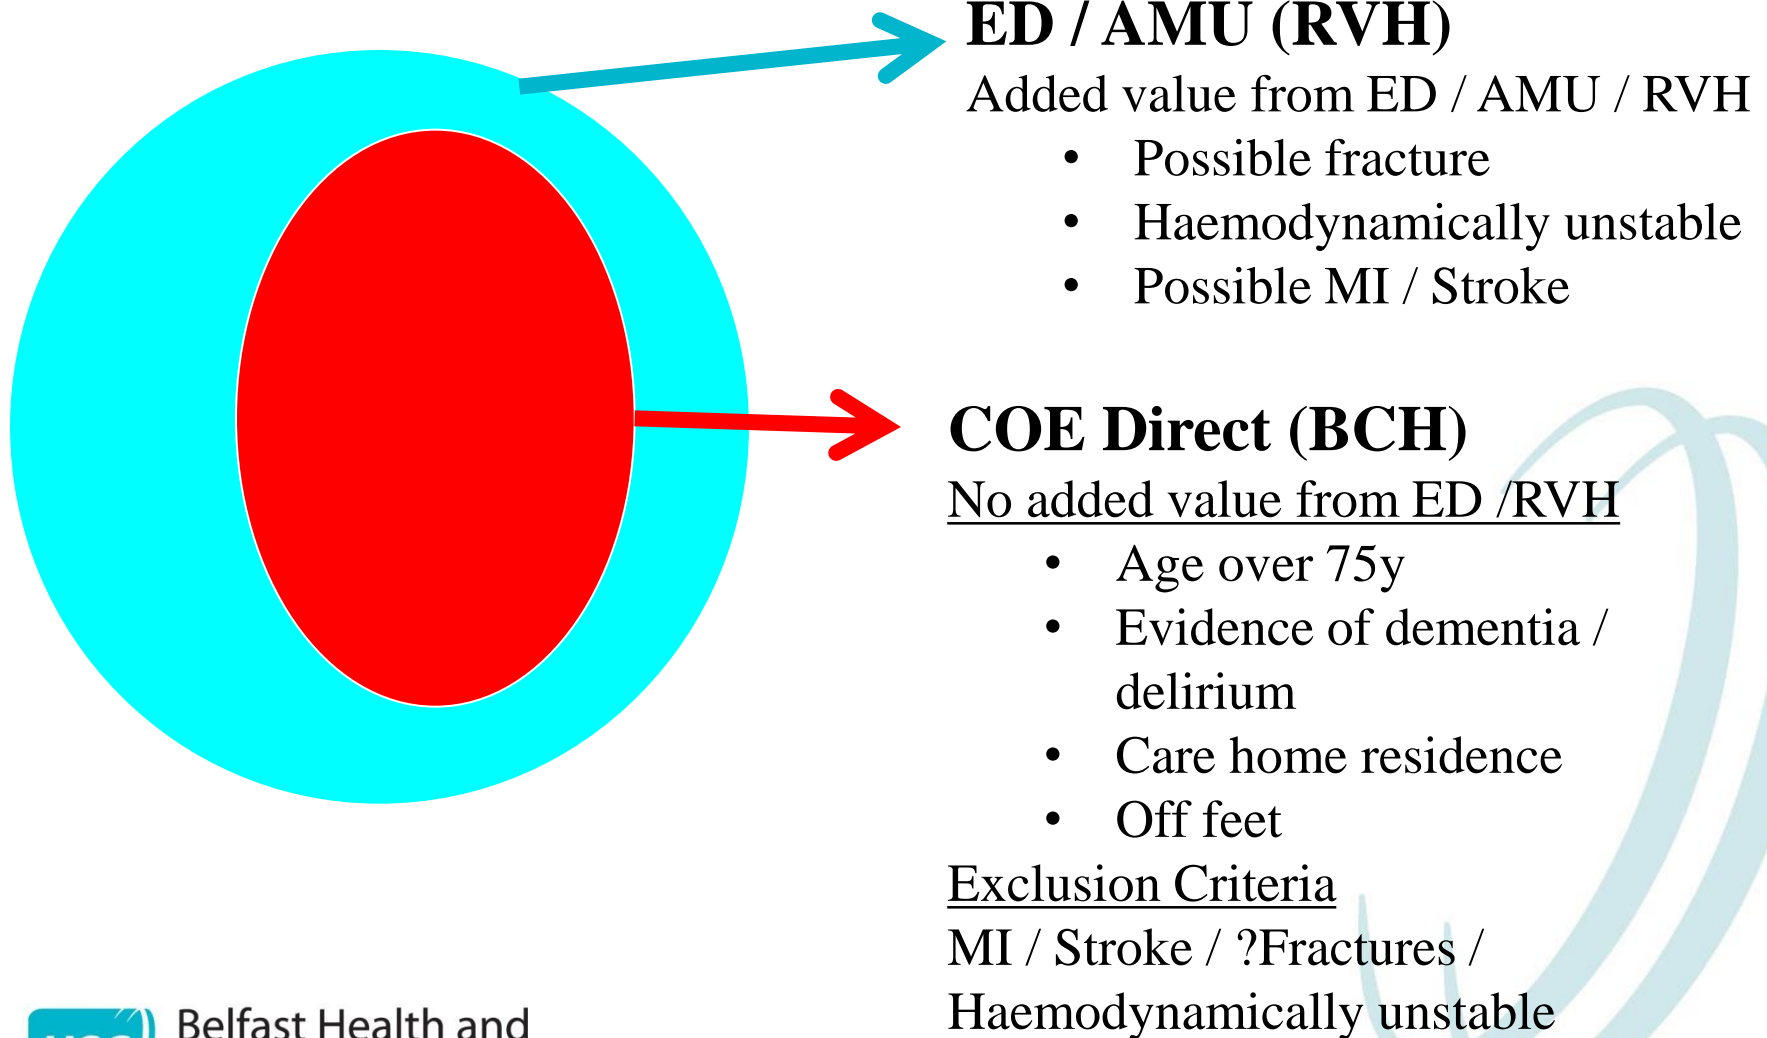 ED / AMU (RVH)
Added value from ED / AMU / RVH
• Possible fracture
• Haemodynamically unstable
• Possible MI / Stroke
COE Direct (BCH)
No added value from ED /RVH
• Age over 75y
• Evidence of dementia /
delirium
• Care home residence
• Off feet
Exclusion Criteria
MI / Stroke / ?Fractures /
Haemodynamically unstable
Belfast Health and